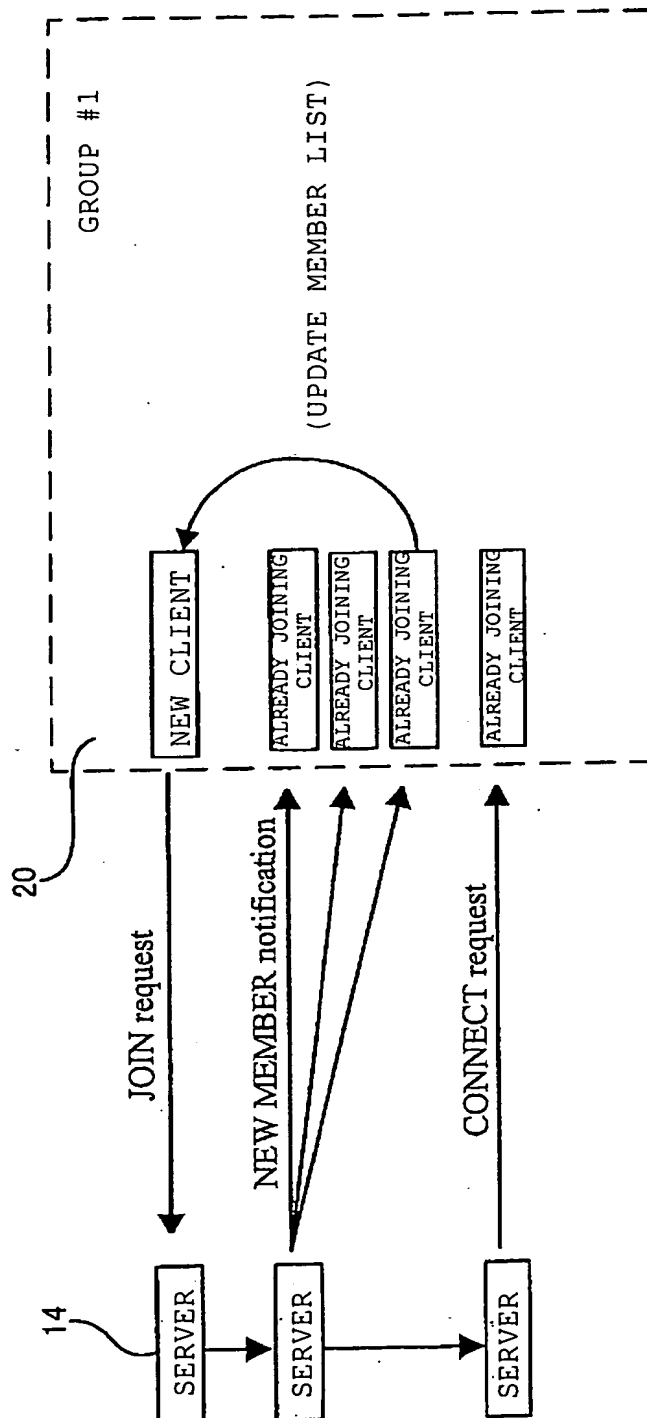 20
GROUP #1
14
SERVER
JOIN request
NEW CLIENT
SERVER
NEW MEMBER notification
ALREADY JOINING
CLIENT
ALREADY JOINING
CLIENT
ALREADY JOINING
CLIENT
(UPDATE MEMBER LIST)
SERVER
CONNECT request
ALREADY JOINING
CLIENT